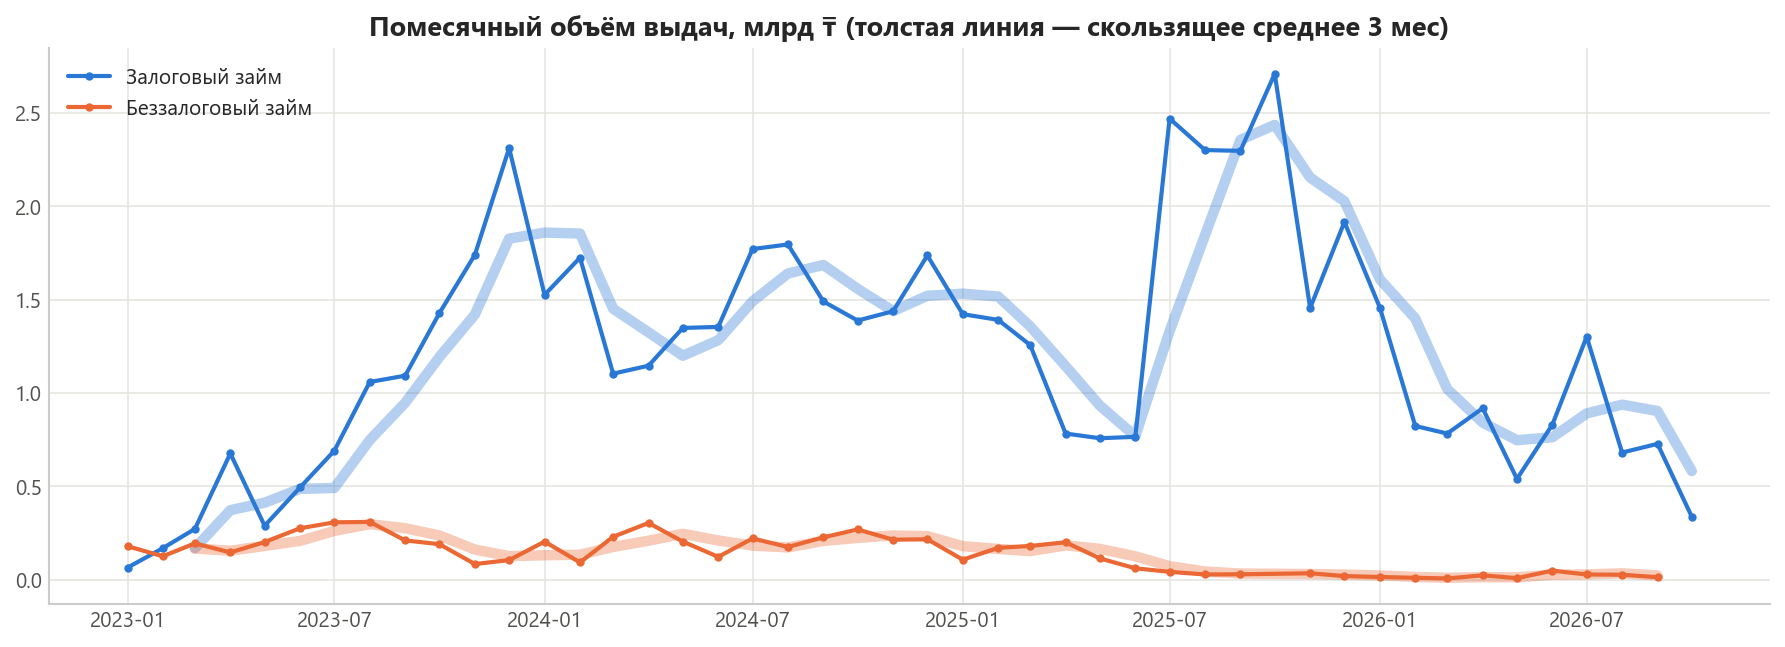 Помесячный объём выдач, млрд ₸ (толстая линия — скользящее среднее 3 мес)
Залоговый займ
Беззалоговый займ
2.5
2.0
1.5
1.0
0.5
0.0
2023-01 2023-07 2024-01 2024-07 2025-01 2025-07 2026-01 2026-07